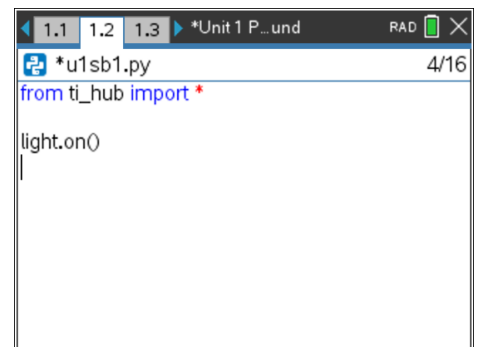 1.1 1.2 1.3 *Unit 1 P...und RAD
*u1sb1.py 4/16
from ti_hub import *
light.on()